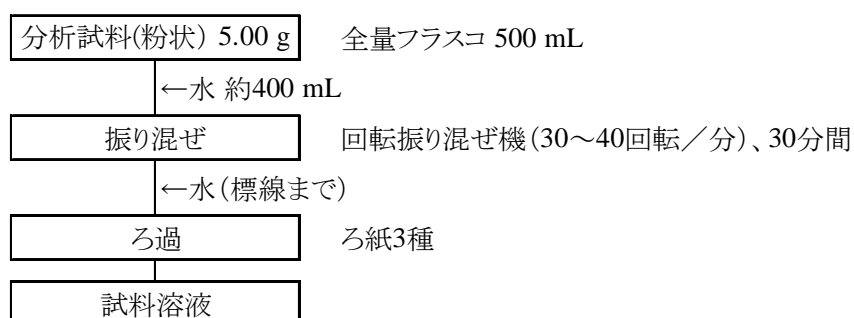 分析試料(粉状) 5.00 g 全量フラスコ 500 mL
←水 約400 mL
振り混ぜ 回転振り混ぜ機(30～40回転／分)、30分間
←水(標線まで)
ろ過 ろ紙3種
試料溶液